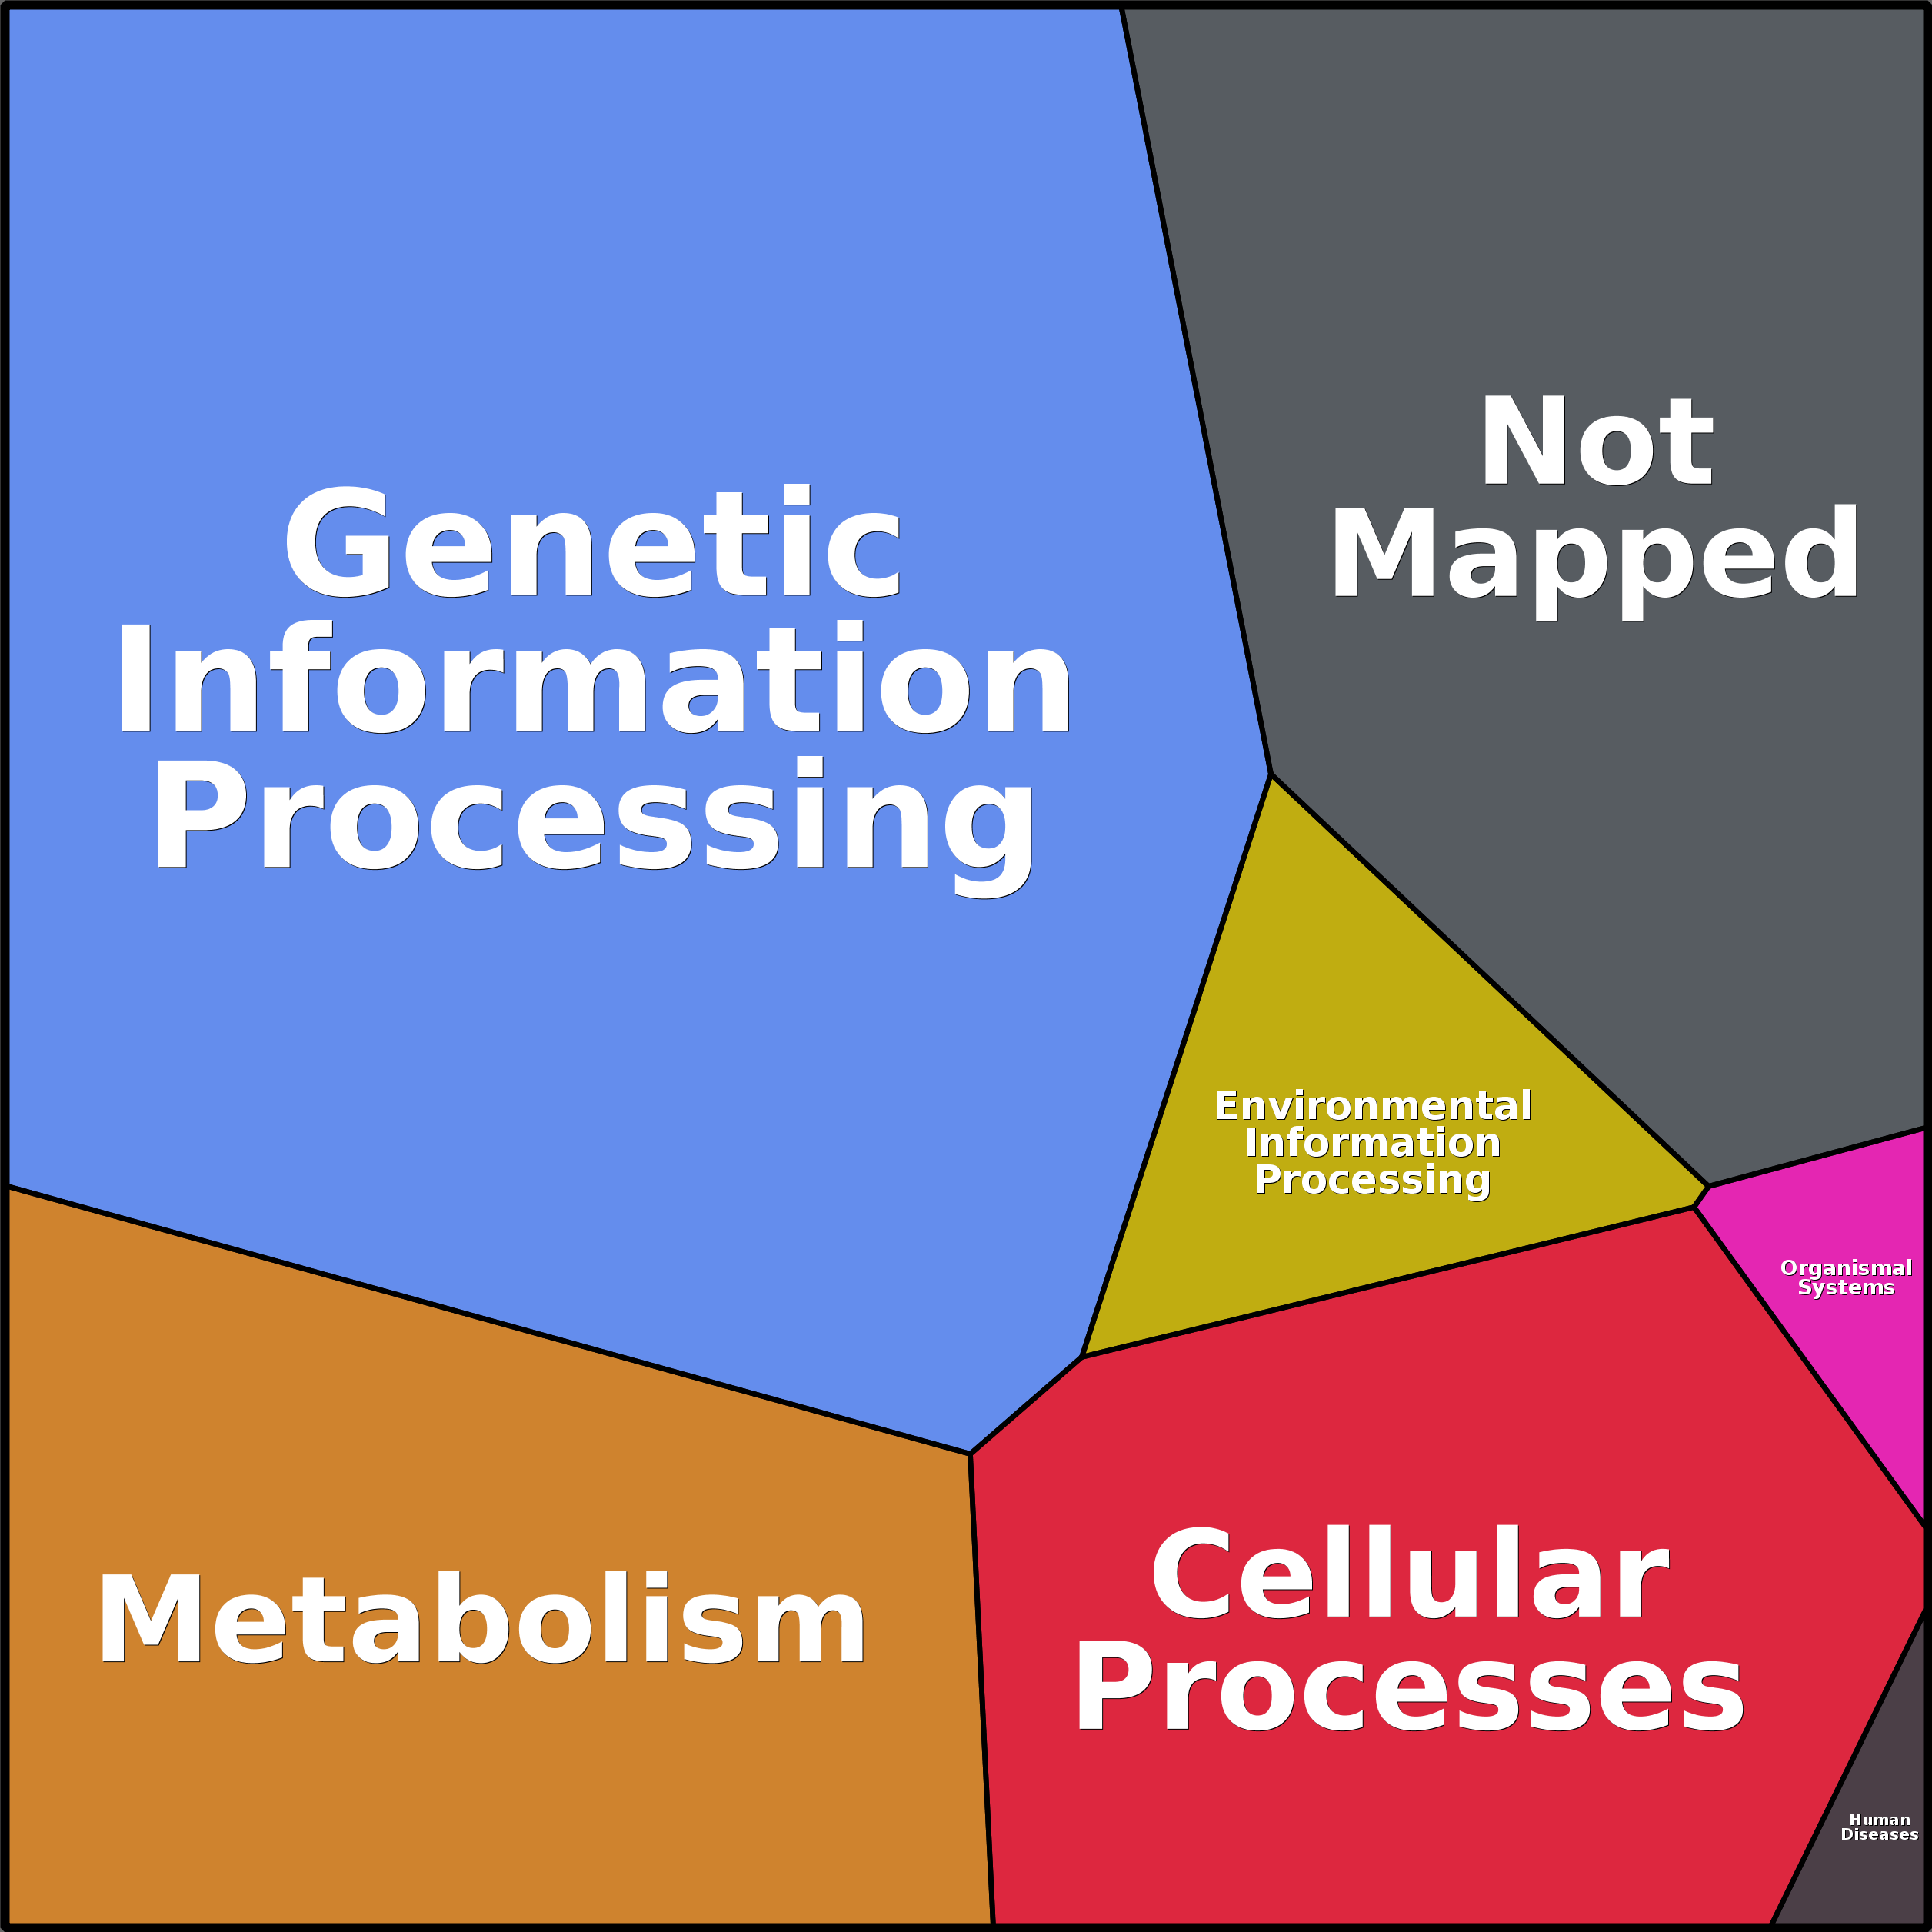 Genetic
Information
Processing
Not
Mapped
Environmental
Information
Processing
Organismal
Systems
Metabolism
Cellular
Processes
Human
Diseases